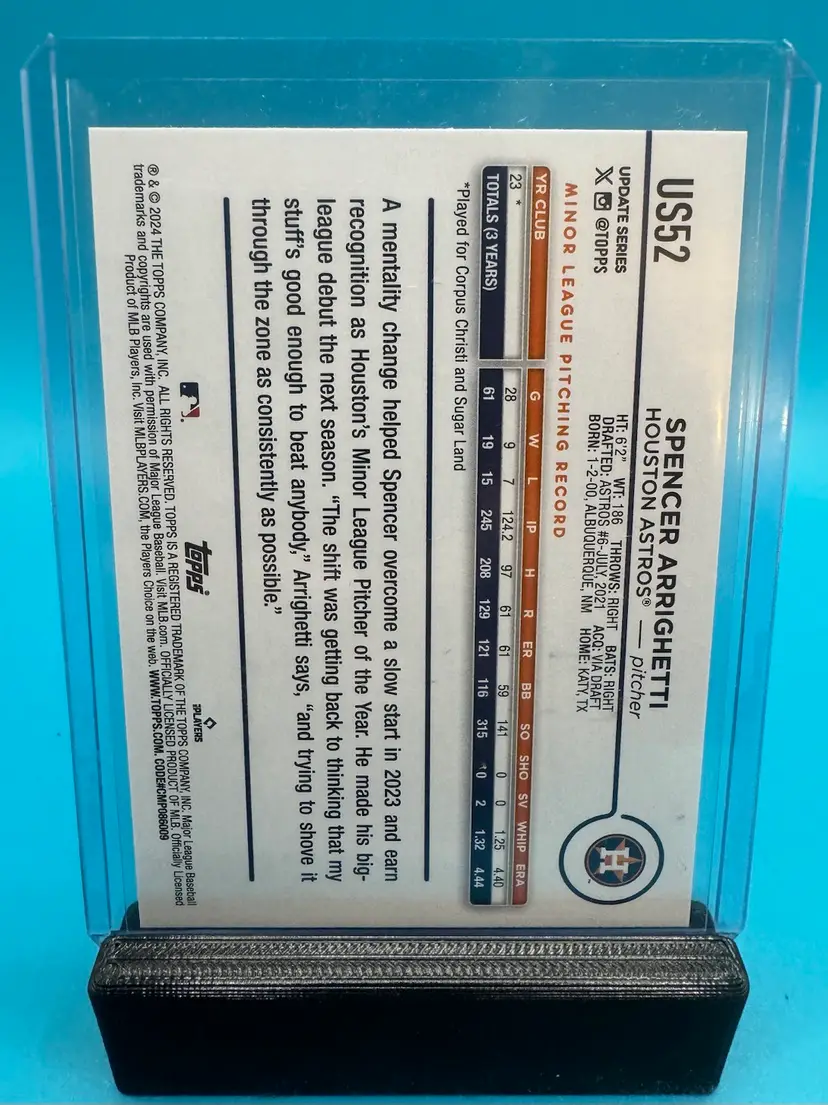 US52
SPENCER ARRIGHETTI
HOUSTON ASTROS® — pitcher
UPDATE SERIES
@TOPPS
HT: 6'2" WT: 186 THROWS: RIGHT BATS: RIGHT
DRAFTED: ASTROS #6-JULY, 2021 ACQ: VIA DRAFT
BORN: 1-2-00, ALBUQUERQUE, NM HOME: KATY, TX
MINOR LEAGUE PITCHING RECORD
YR CLUB G W L IP H R ER BB SO SHO SV WHIP ERA
23 * 28 9 7 124.2 97 61 61 59 141 0 0 1.25 4.40
TOTALS (3 YEARS) 61 19 15 245 208 129 121 116 315 0 2 1.32 4.44
*Played for Corpus Christi and Sugar Land
A mentality change helped Spencer overcome a slow start in 2023 and earn
recognition as Houston's Minor League Pitcher of the Year. He made his big-
league debut the next season. "The shift was getting back to thinking that my
stuff's good enough to beat anybody," Arrighetti says, "and trying to shove it
through the zone as consistently as possible."
topps®
PLAYERS
® & © 2024 THE TOPPS COMPANY, INC. ALL RIGHTS RESERVED. TOPPS IS A REGISTERED TRADEMARK OF THE TOPPS COMPANY, INC. Major League Baseball
trademarks and copyrights are used with permission of Major League Baseball. Visit MLB.com. OFFICIALLY LICENSED PRODUCT OF MLB. Officially Licensed
Product of MLB Players, Inc. Visit MLBPLAYERS.COM, the Players Choice on the web. WWW.TOPPS.COM. CODE#CMP086009